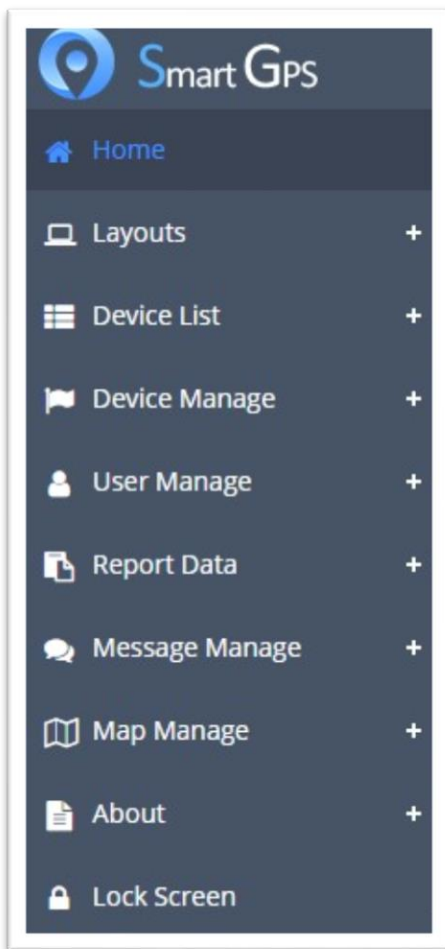 Smart GPS
Home
Layouts +
Device List +
Device Manage +
User Manage +
Report Data +
Message Manage +
Map Manage +
About +
Lock Screen